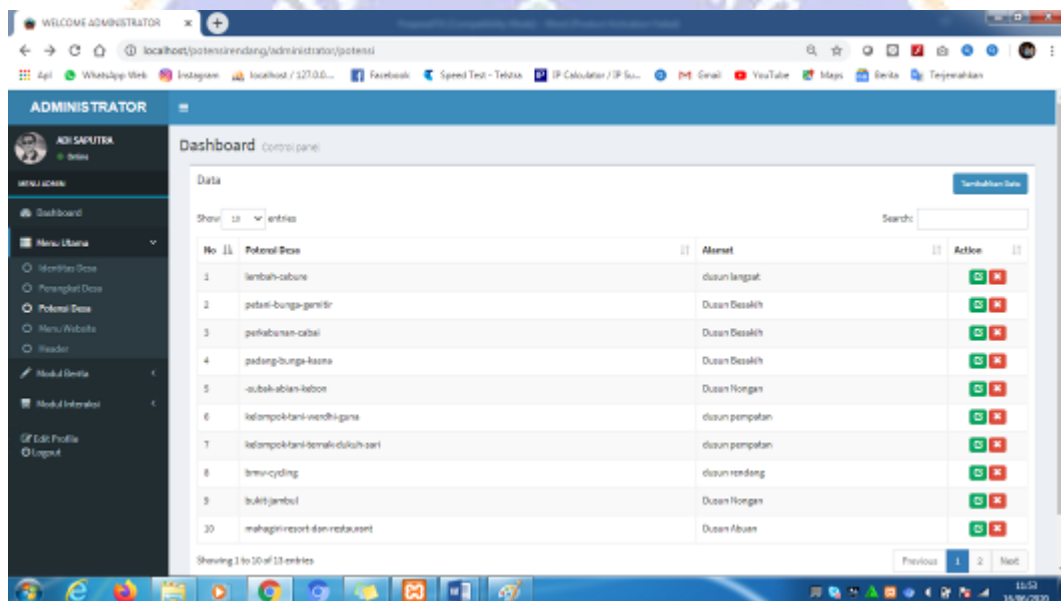 WELCOME ADMINISTRATOR
localhost/potensirendang/administrator/potensi
Apl WhatsApp Web Instagram localhost / 127.0.0... Facebook Speed Test - Telstra IP Calculator / IP Su... Gmail YouTube Maps Berita Terjemahkan
ADMINISTRATOR
ADI SAPUTRA
Online
MENU ADMIN
Dashboard
Menu Utama
Identitas Desa
Perangkat Desa
Potensi Desa
Menu Website
Header
Modul Berita
Modul Interaksi
Edit Profile
Logout
Dashboard Control panel
Data
Tambahkan Data
Show 10 entries
Search:
No Potensi Desa Alamat Action
1 lembah-cabure dusun langsat
2 petani-bunga-gemitir Dusun Besakih
3 perkebunan-cabai Dusun Besakih
4 padang-bunga-kasna Dusun Besakih
5 -subak-abian-kebon Dusun Nongan
6 kelompok-tani-werdhi-guna dusun pempatan
7 kelompok-tani-ternak-dukuh-sari dusun pempatan
8 bmw-cycling dusun rendang
9 bukit-jambul Dusun Nongan
10 mahagiri-resort-dan-restaurant Dusun Abuan
Showing 1 to 10 of 13 entries
Previous 1 2 Next
11:53
16/06/2020